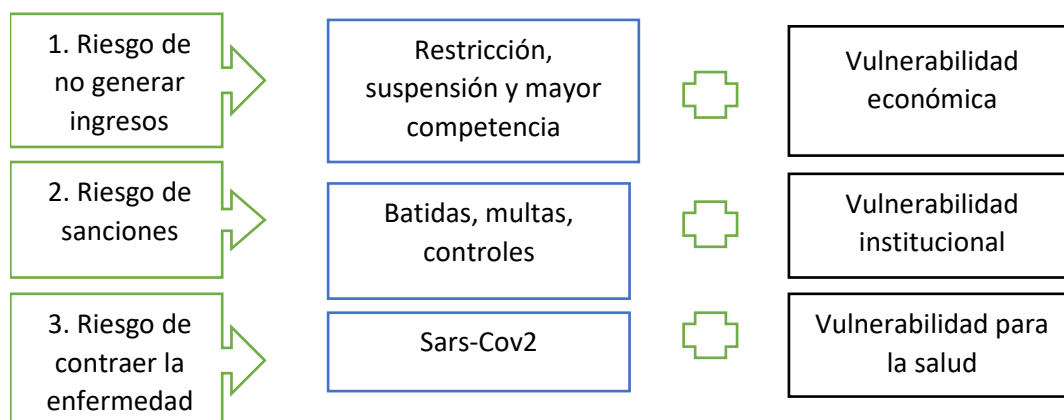 1. Riesgo de
no generar
ingresos
Restricción,
suspensión y mayor
competencia
Vulnerabilidad
económica
2. Riesgo de
sanciones
Batidas, multas,
controles
Vulnerabilidad
institucional
3. Riesgo de
contraer la
enfermedad
Sars-Cov2
Vulnerabilidad para
la salud